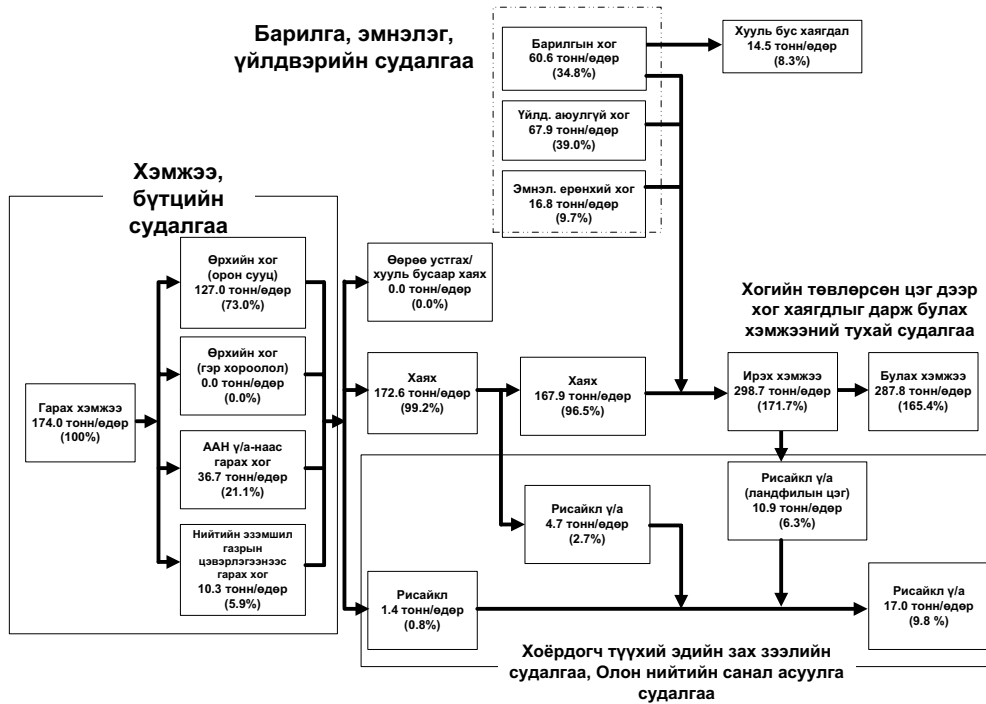 Барилга, эмнэлэг,
үйлдвэрийн судалгаа
Барилгын хог
60.6 тонн/өдөр
(34.8%)
Хууль бус хаягдал
14.5 тонн/өдөр
(8.3%)
Үйлд. аюулгүй хог
67.9 тонн/өдөр
(39.0%)
Эмнэл. ерөнхий хог
16.8 тонн/өдөр
(9.7%)
Хэмжээ,
бүтцийн
судалгаа
Гарах хэмжээ
174.0 тонн/өдөр
(100%)
Өрхийн хог
(орон сууц)
127.0 тонн/өдөр
(73.0%)
Өрхийн хог
(гэр хороолол)
0.0 тонн/өдөр
(0.0%)
ААН ү/а-наас
гарах хог
36.7 тонн/өдөр
(21.1%)
Нийтийн эзэмшил
газрын
цэвэрлэгээнээс
гарах хог
10.3 тонн/өдөр
(5.9%)
Өөрөө устгах/
хууль бусаар хаях
0.0 тонн/өдөр
(0.0%)
Хаях
172.6 тонн/өдөр
(99.2%)
Хаях
167.9 тонн/өдөр
(96.5%)
Хогийн төвлөрсөн цэг дээр
хог хаягдлыг дарж булах
хэмжээний тухай судалгаа
Ирэх хэмжээ
298.7 тонн/өдөр
(171.7%)
Булах хэмжээ
287.8 тонн/өдөр
(165.4%)
Рисайкл ү/а
4.7 тонн/өдөр
(2.7%)
Рисайкл ү/а
(ландфилын цэг)
10.9 тонн/өдөр
(6.3%)
Рисайкл
1.4 тонн/өдөр
(0.8%)
Рисайкл ү/а
17.0 тонн/өдөр
(9.8 %)
Хоёрдогч түүхий эдийн зах зээлийн
судалгаа, Олон нийтийн санал асуулга
судалгаа